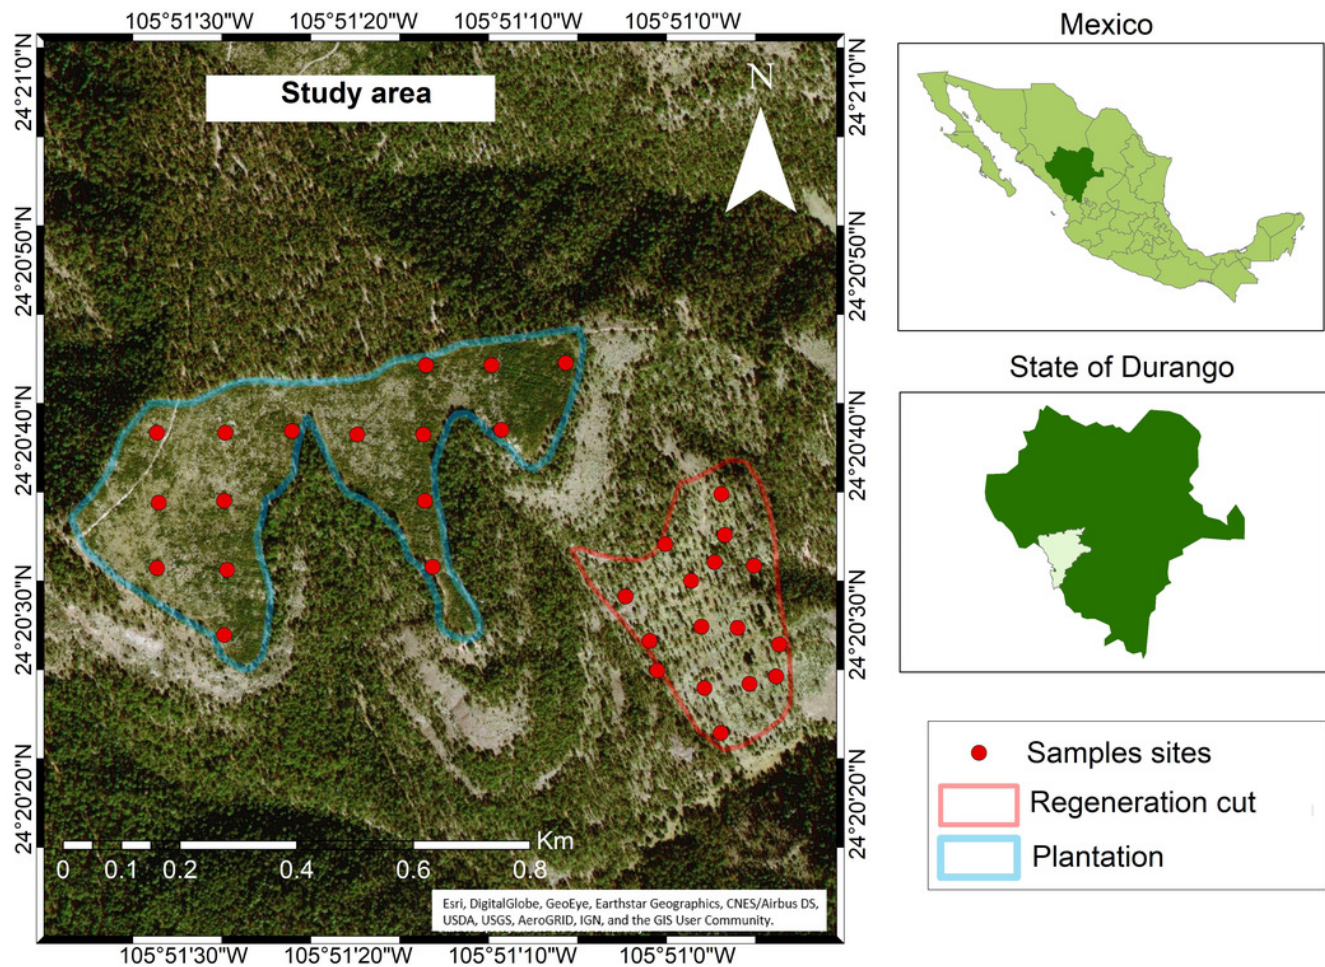 105°51'30"W 105°51'20"W 105°51'10"W 105°51'0"W
Mexico
Study area
N
24°21'0"N
24°20'50"N
24°20'40"N
24°20'30"N
24°20'20"N
24°21'0"N
24°20'50"N
24°20'40"N
24°20'30"N
24°20'20"N
State of Durango
Samples sites
Regeneration cut
Plantation
Km
0 0.1 0.2 0.4 0.6 0.8
Esri, DigitalGlobe, GeoEye, Earthstar Geographics, CNES/Airbus DS,
USDA, USGS, AeroGRID, IGN, and the GIS User Community.
105°51'30"W 105°51'20"W 105°51'10"W 105°51'0"W